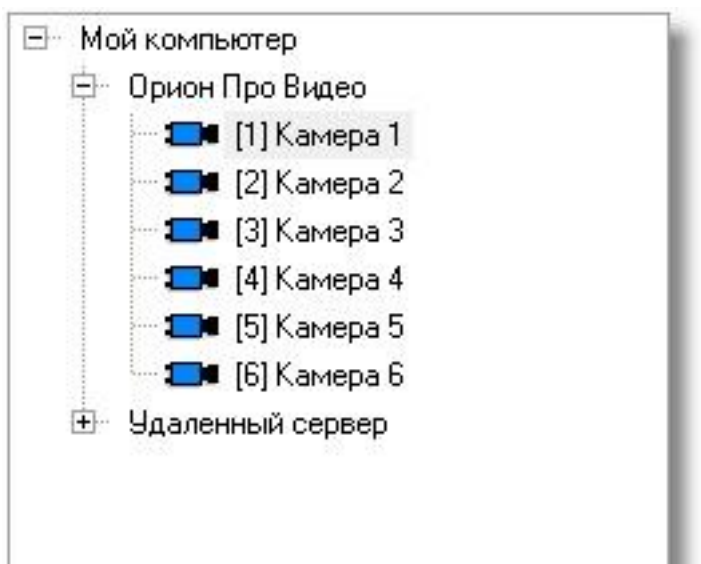 Мой компьютер
Орион Про Видео
[1] Камера 1
[2] Камера 2
[3] Камера 3
[4] Камера 4
[5] Камера 5
[6] Камера 6
Удаленный сервер